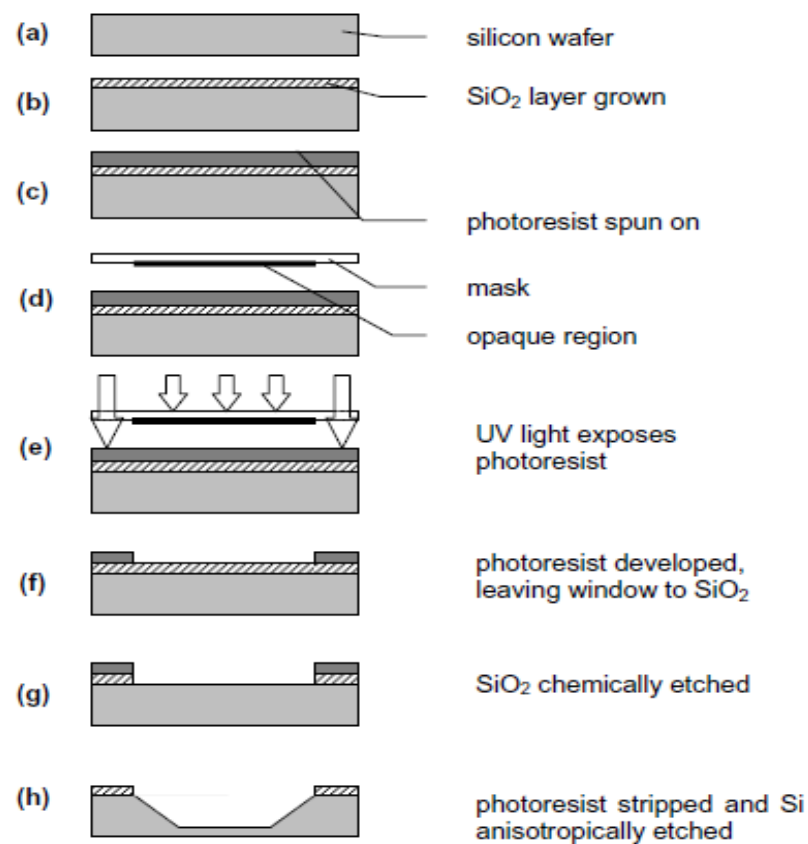 (a)
silicon wafer
(b)
SiO₂ layer grown
(c)
photoresist spun on
mask
(d)
opaque region
(e)
UV light exposes
photoresist
(f)
photoresist developed,
leaving window to SiO₂
(g)
SiO₂ chemically etched
(h)
photoresist stripped and Si
anisotropically etched